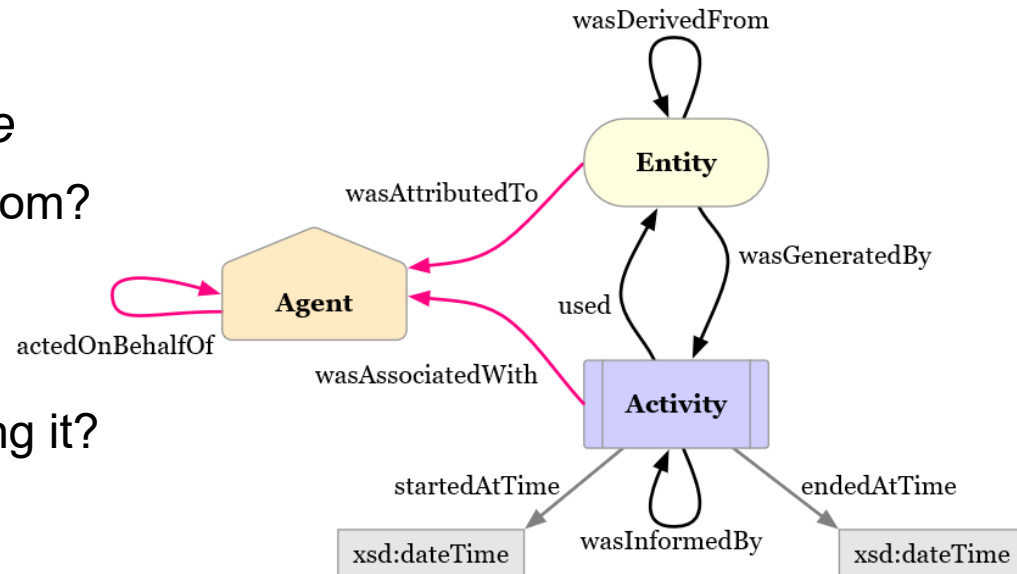 wasDerivedFrom
e
Entity
om?
wasAttributedTo
wasGeneratedBy
Agent
used
actedOnBehalfOf
wasAssociatedWith
Activity
ng it?
startedAtTime
endedAtTime
wasInformedBy
xsd:dateTime
xsd:dateTime